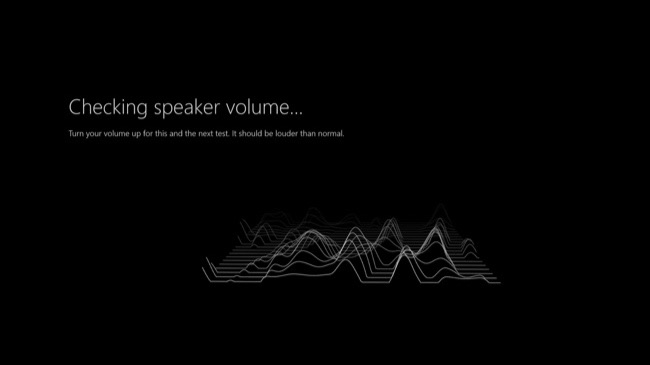 Checking speaker volume...
Turn your volume up for this and the next test. It should be louder than normal.